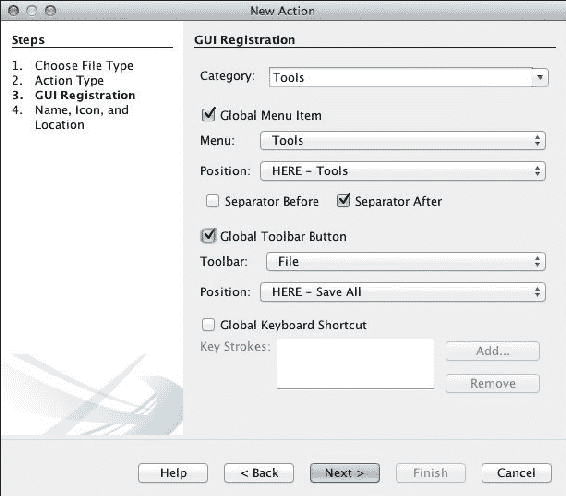 New Action
Steps
1. Choose File Type
2. Action Type
3. GUI Registration
4. Name, Icon, and
Location
GUI Registration
Category: Tools
Global Menu Item
Menu: Tools
Position: HERE - Tools
Separator Before Separator After
Global Toolbar Button
Toolbar: File
Position: HERE - Save All
Global Keyboard Shortcut
Key Strokes: Add...
Remove
Help < Back Next > Finish Cancel